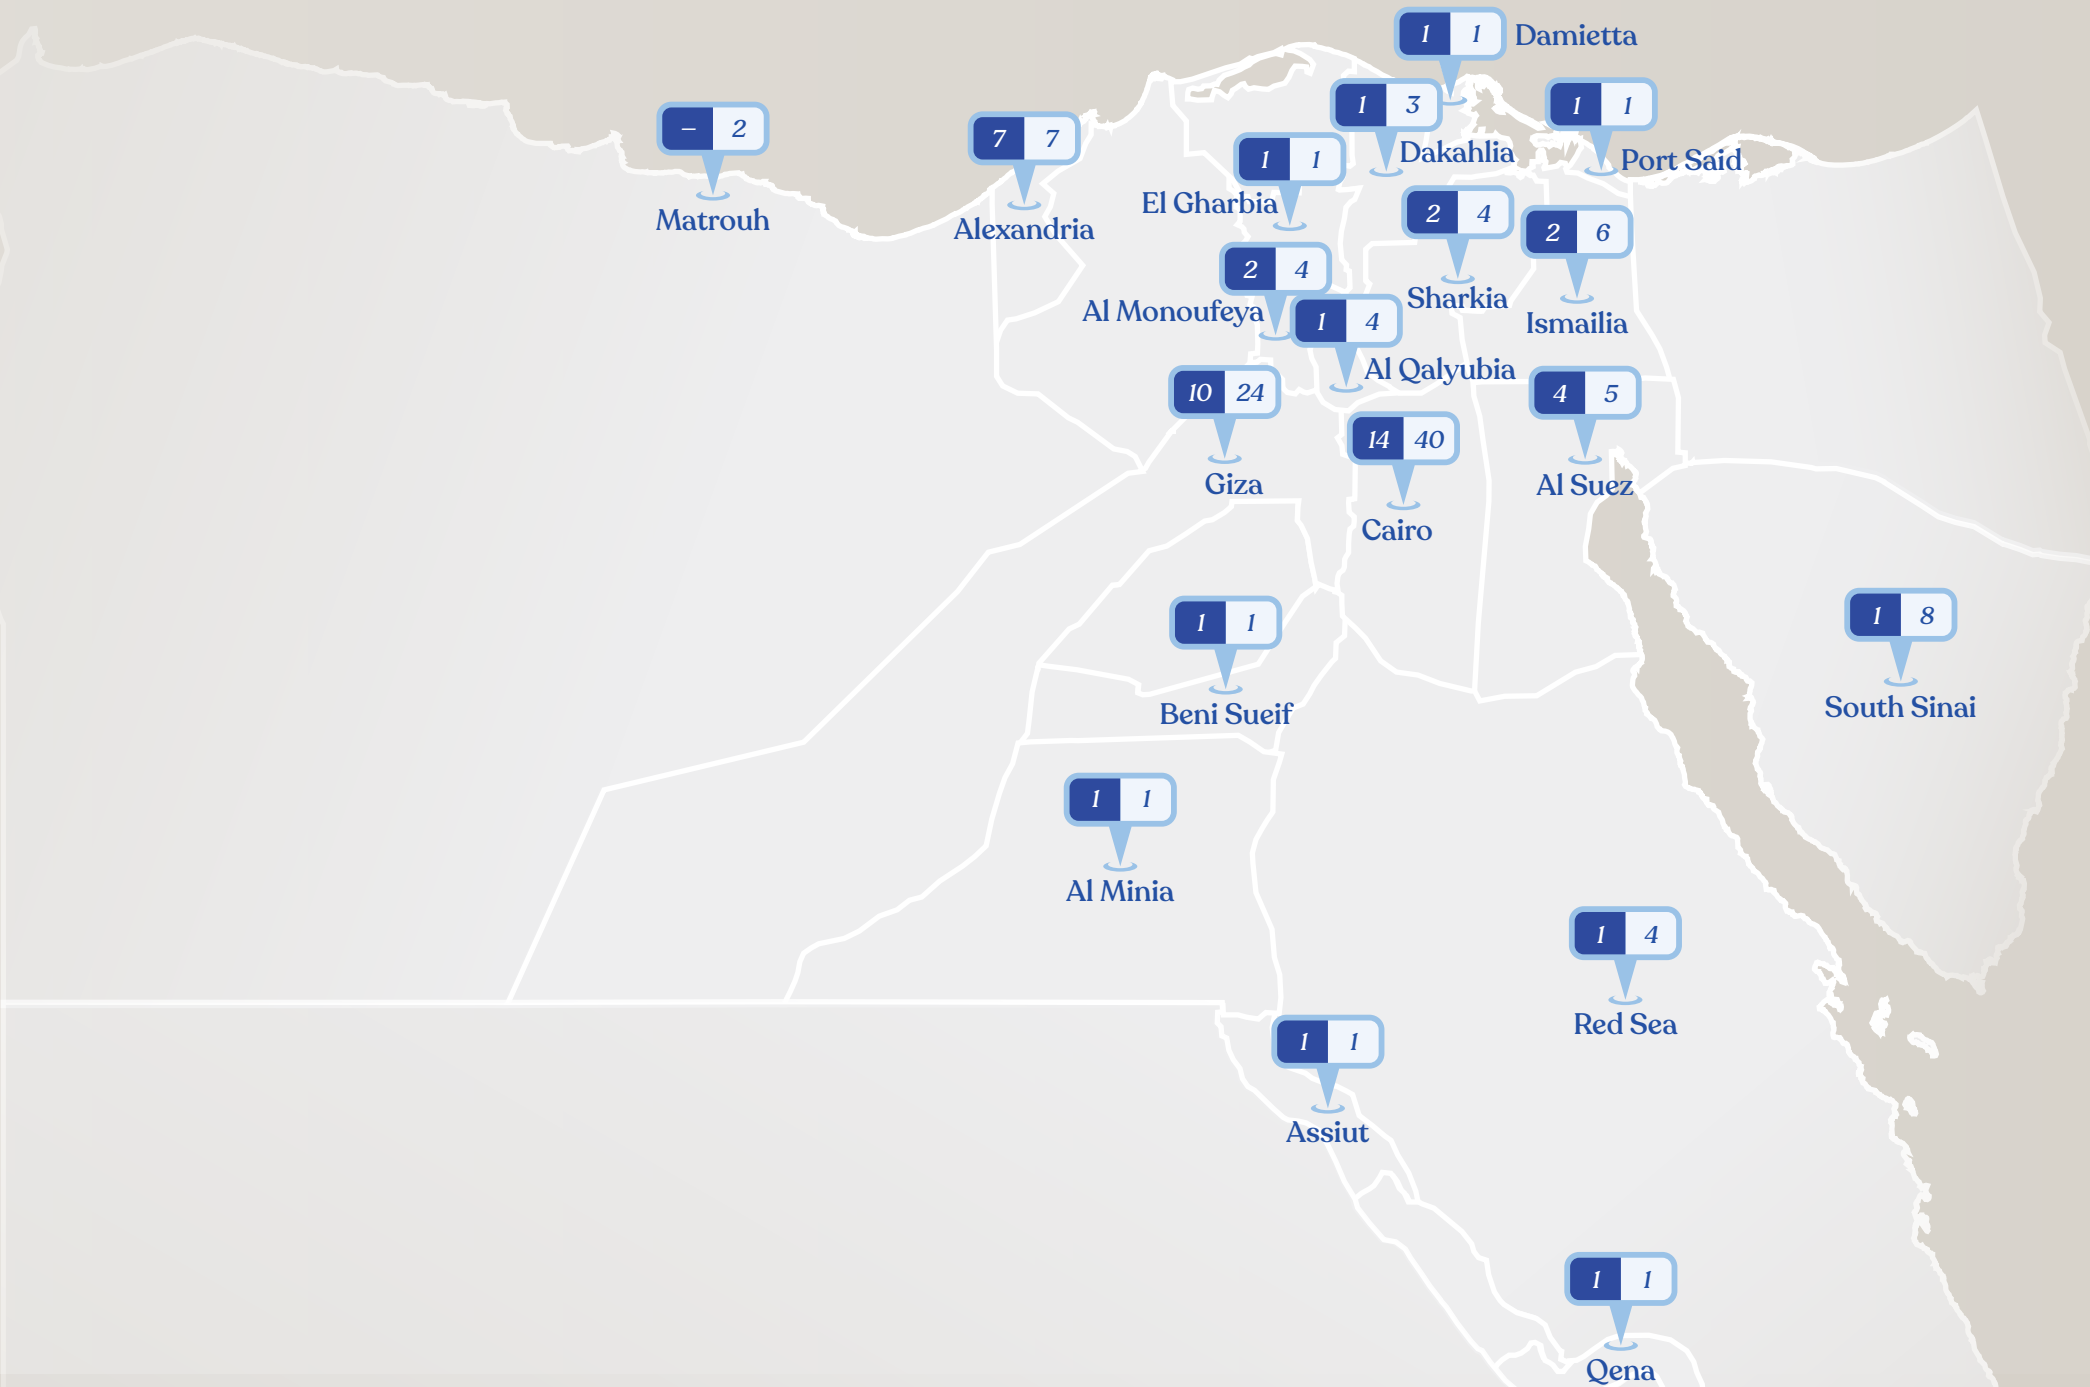 1 1 Damietta
1 3
Dakahlia
1 1
Port Said
– 2
Matrouh
7 7
Alexandria
1 1
El Gharbia
2 4
Sharkia
2 6
Ismailia
2 4
Al Monoufeya
1 4
Al Qalyubia
10 24
Giza
4 5
Al Suez
14 40
Cairo
1 1
Beni Sueif
1 8
South Sinai
1 1
Al Minia
1 4
Red Sea
1 1
Assiut
1 1
Qena